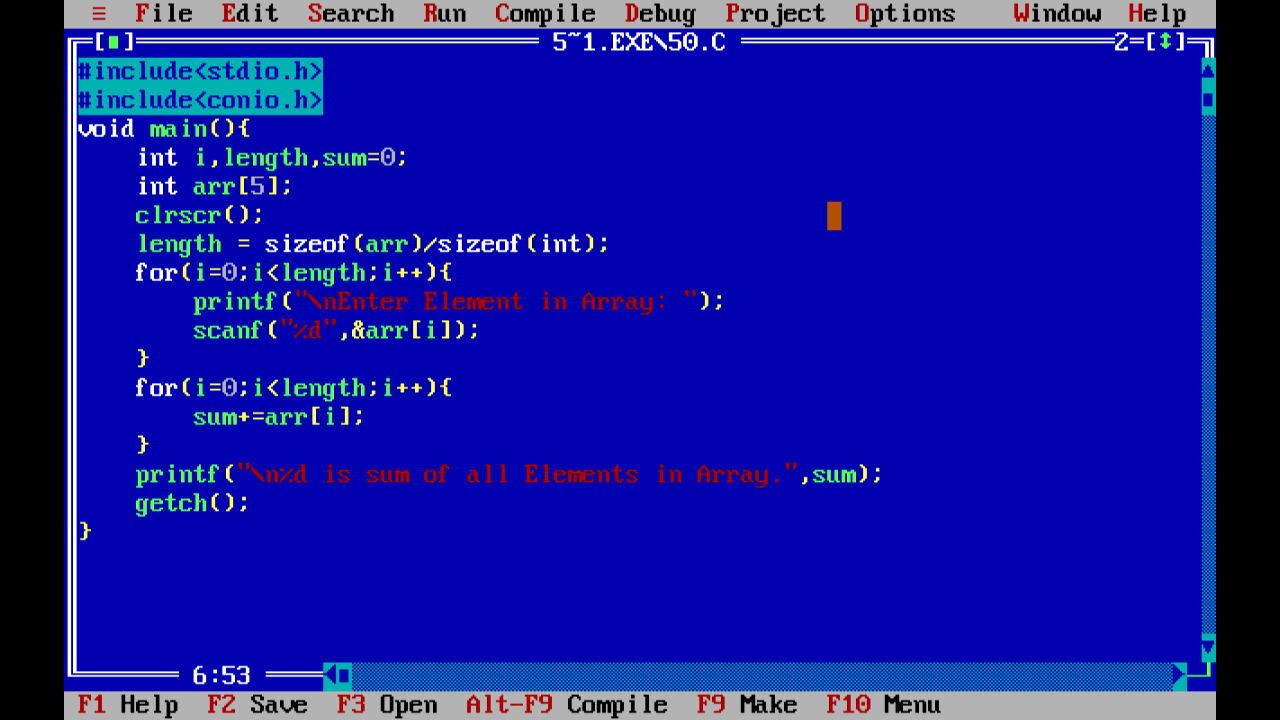 ≡ File Edit Search Run Compile Debug Project Options Window Help
[■] 5~1.EXE\50.C 2=[↕]
#include<stdio.h>
#include<conio.h>
void main(){
    int i,length,sum=0;
    int arr[5];
    clrscr();
    length = sizeof(arr)/sizeof(int);
    for(i=0;i<length;i++){
        printf("\nEnter Element in Array: ");
        scanf("%d",&arr[i]);
    }
    for(i=0;i<length;i++){
        sum+=arr[i];
    }
    printf("\n%d is sum of all Elements in Array.",sum);
    getch();
}
6:53
F1 Help F2 Save F3 Open Alt-F9 Compile F9 Make F10 Menu